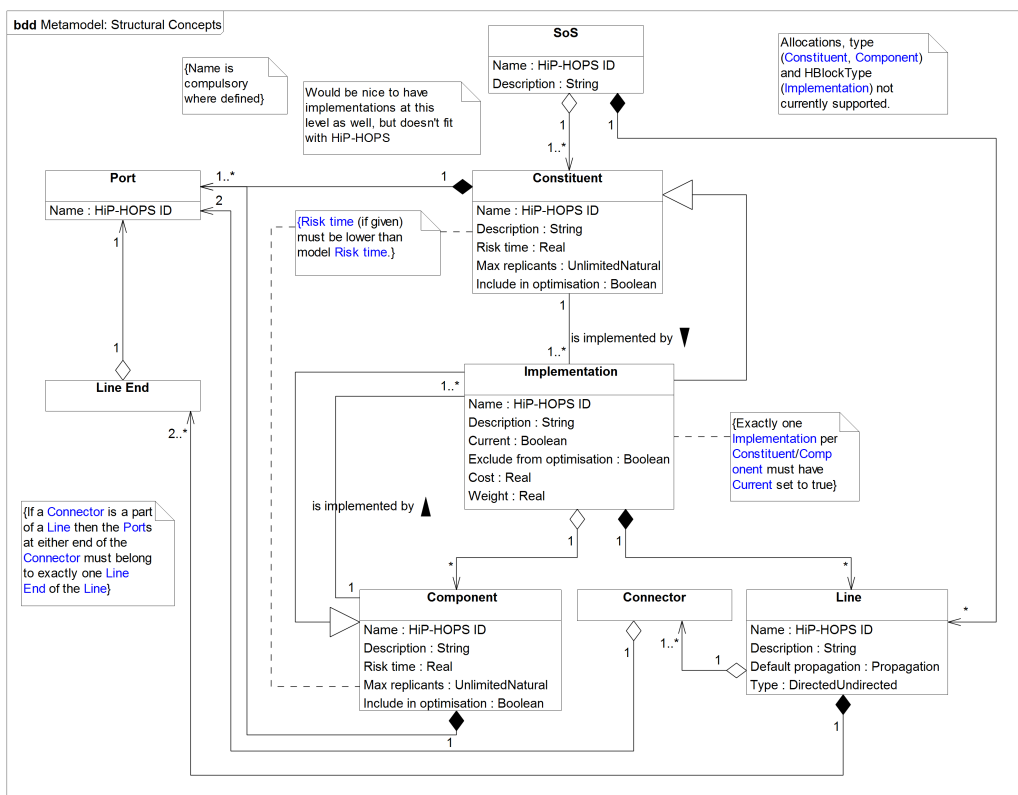 bdd Metamodel: Structural Concepts
SoS
Name : HiP-HOPS ID
Description : String
{Name is
compulsory
where defined}
Would be nice to have
implementations at this
level as well, but doesn't fit
with HiP-HOPS
Allocations, type
(Constituent, Component)
and HBlockType
(Implementation) not
currently supported.
1
1
1..*
Port
Name : HiP-HOPS ID
1..*
2
1
Constituent
Name : HiP-HOPS ID
Description : String
Risk time : Real
Max replicants : UnlimitedNatural
Include in optimisation : Boolean
{Risk time (if given)
must be lower than
model Risk time.}
1
1
1
is implemented by
1..*
Line End
2..*
1..*
Implementation
Name : HiP-HOPS ID
Description : String
Current : Boolean
Exclude from optimisation : Boolean
Cost : Real
Weight : Real
{Exactly one
Implementation per
Constituent/Comp
onent must have
Current set to true}
is implemented by
{If a Connector is a part
of a Line then the Ports
at either end of the
Connector must belong
to exactly one Line
End of the Line}
1
1
*
*
1
Component
Name : HiP-HOPS ID
Description : String
Risk time : Real
Max replicants : UnlimitedNatural
Include in optimisation : Boolean
Connector
1
1..*
1
Line
Name : HiP-HOPS ID
Description : String
Default propagation : Propagation
Type : DirectedUndirected
*
1
1